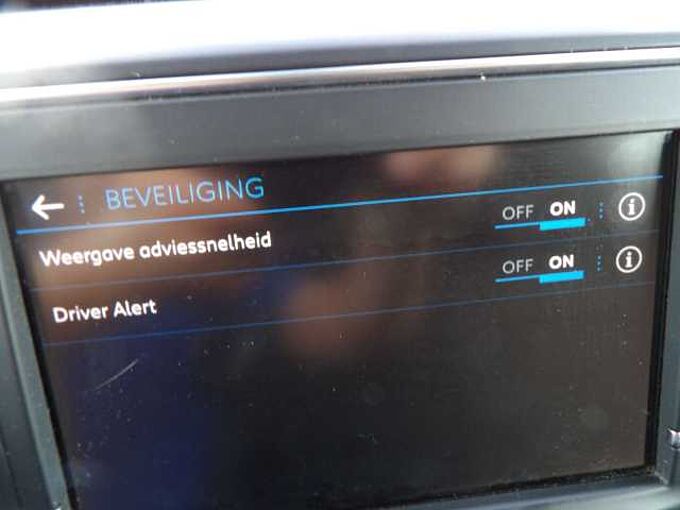 BEVEILIGING
Weergave adviessnelheid OFF ON
Driver Alert OFF ON